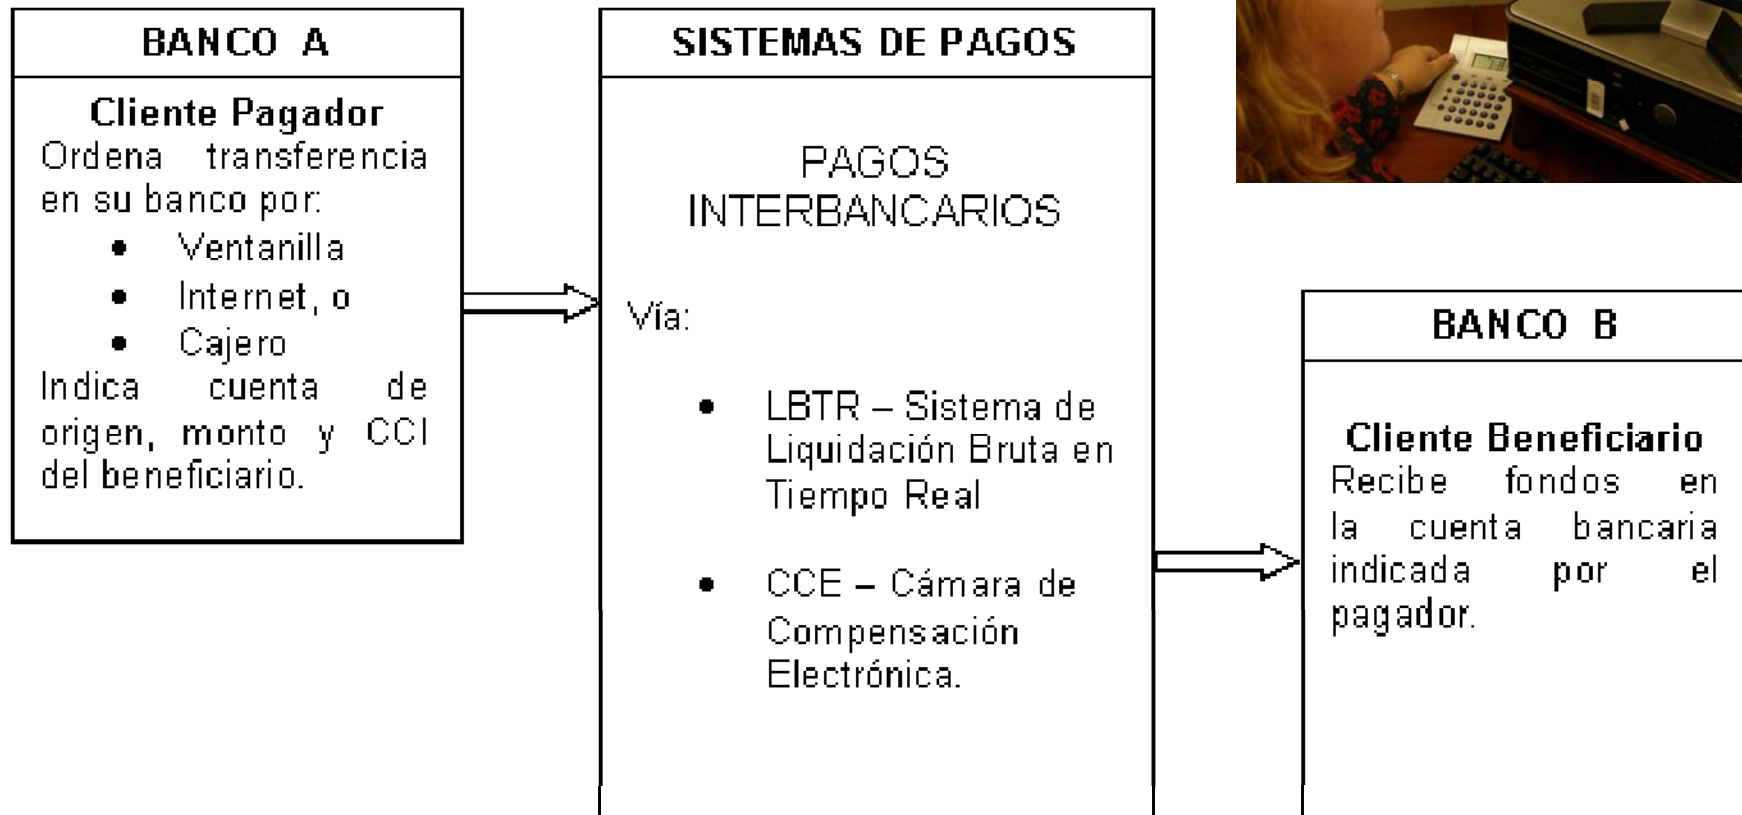 BANCO A
Cliente Pagador
Ordena transferencia
en su banco por:
• Ventanilla
• Internet, o
• Cajero
Indica cuenta de
origen, monto y CCI
del beneficiario.
SISTEMAS DE PAGOS
PAGOS
INTERBANCARIOS
Vía:
• LBTR – Sistema de
Liquidación Bruta en
Tiempo Real
• CCE – Cámara de
Compensación
Electrónica.
BANCO B
Cliente Beneficiario
Recibe fondos en
la cuenta bancaria
indicada por el
pagador.